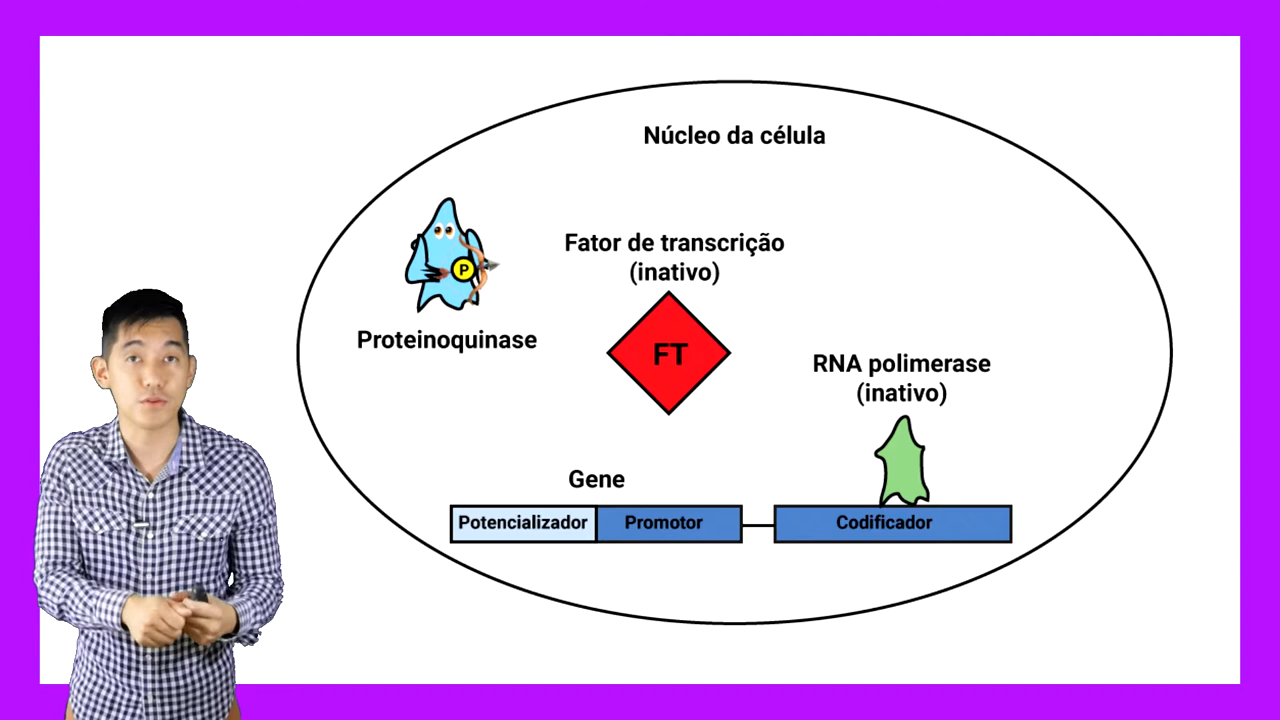 Núcleo da célula
Fator de transcrição
(inativo)
P
Proteinoquinase
FT
RNA polimerase
(inativo)
Gene
Potencializador
Promotor
Codificador